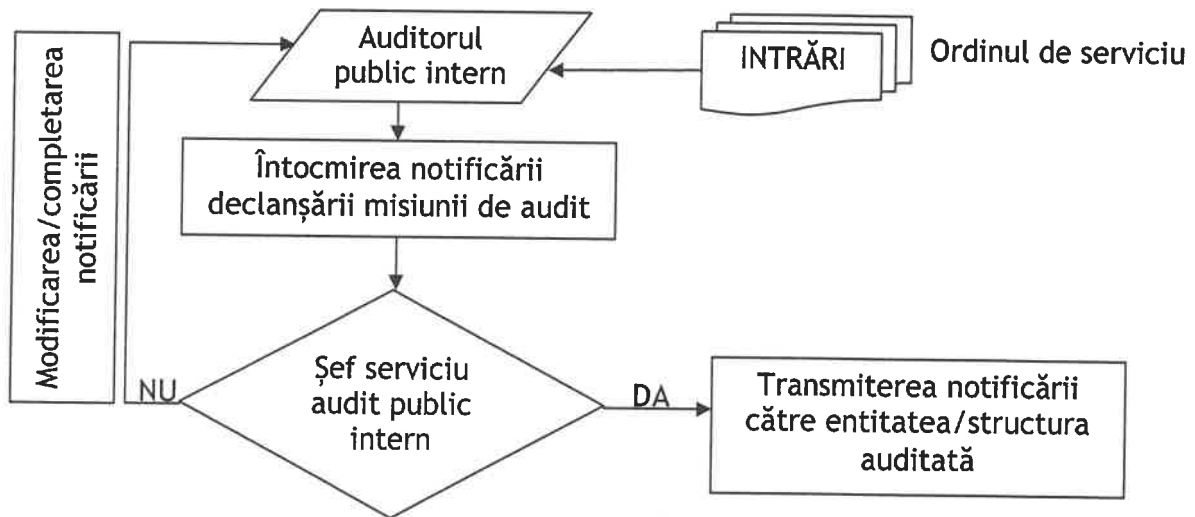 Auditorul
public intern
INTRĂRI
Ordinul de serviciu
Modificarea/completarea
notificării
Întocmirea notificării
declanșării misiunii de audit
Șef serviciu
audit public
intern
NU
DA
Transmiterea notificării
către entitatea/structura
auditată